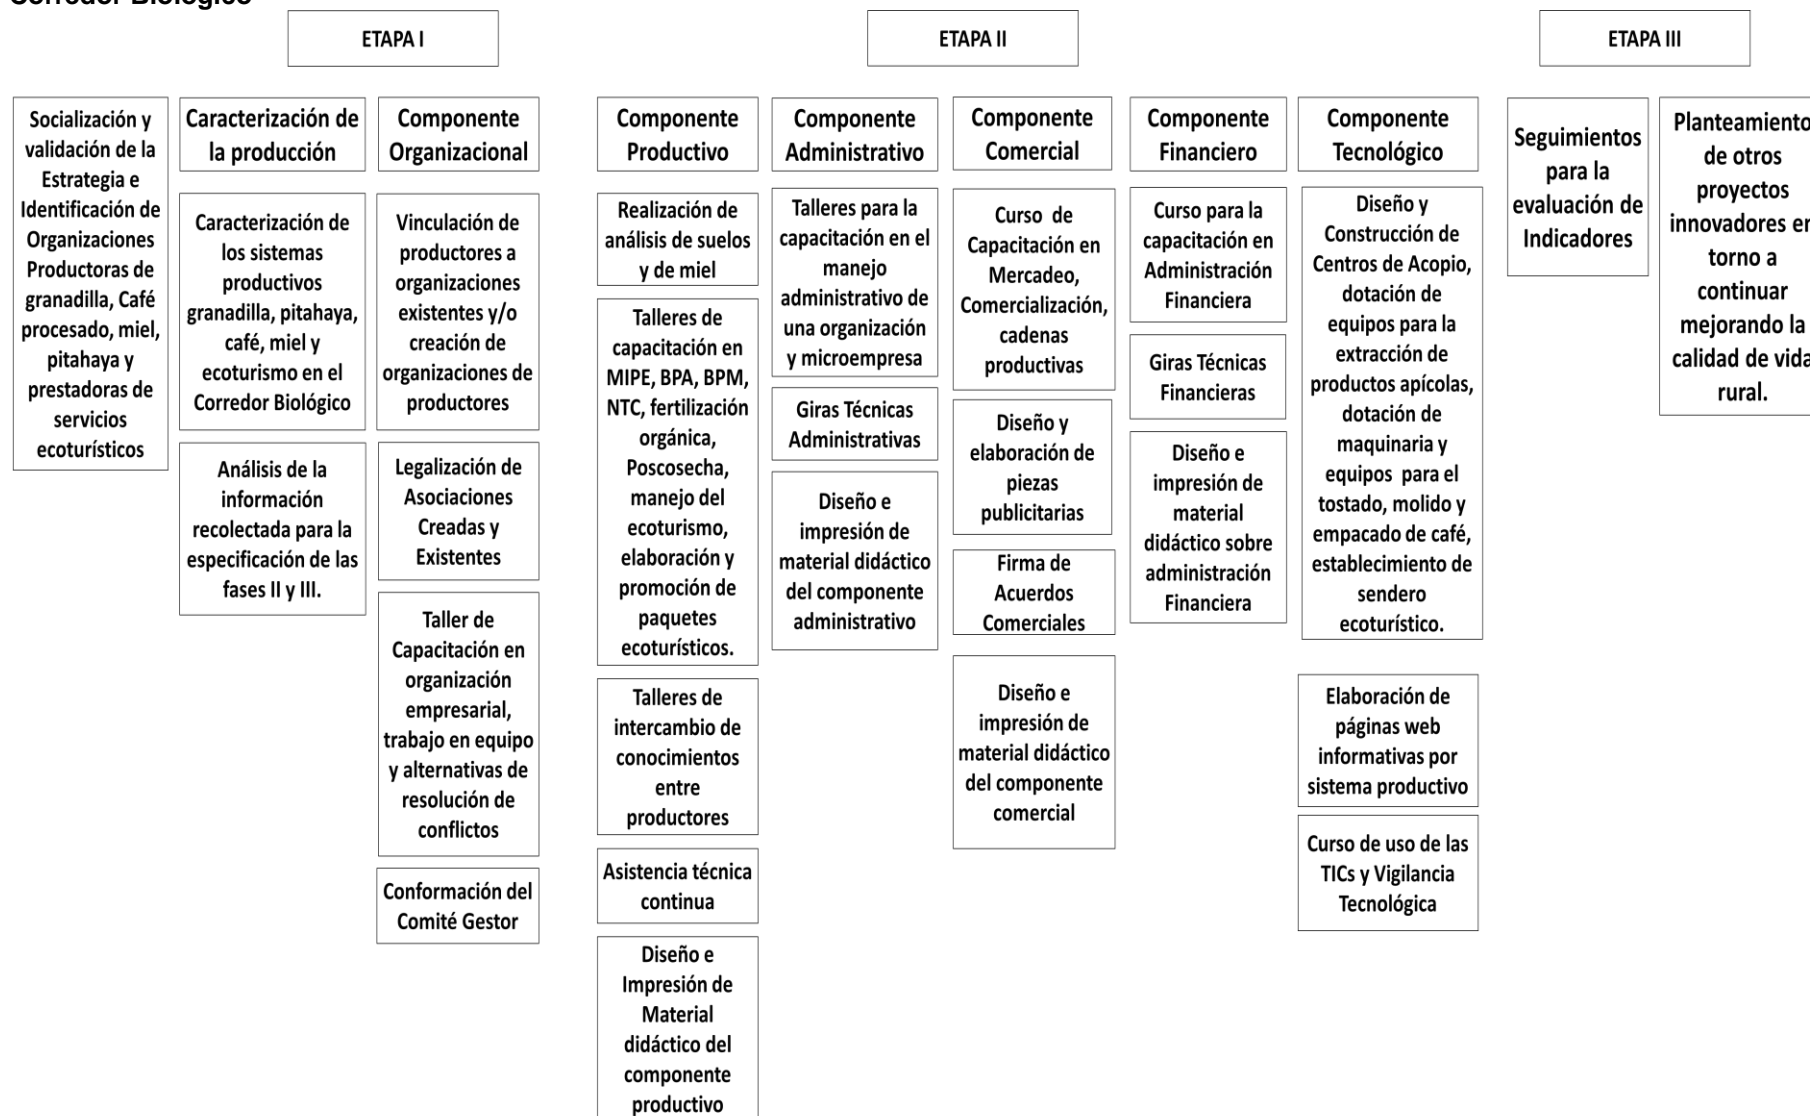 Corredor Biológico
ETAPA I
ETAPA II
ETAPA III
Socialización y
validación de la
Estrategia e
Identificación de
Organizaciones
Productoras de
granadilla, Café
procesado, miel,
pitahaya y
prestadoras de
servicios
ecoturísticos
Caracterización de
la producción
Caracterización de
los sistemas
productivos
granadilla, pitahaya,
café, miel y
ecoturismo en el
Corredor Biológico
Análisis de la
información
recolectada para la
especificación de las
fases II y III.
Componente
Organizacional
Vinculación de
productores a
organizaciones
existentes y/o
creación de
organizaciones de
productores
Legalización de
Asociaciones
Creadas y
Existentes
Taller de
Capacitación en
organización
empresarial,
trabajo en equipo
y alternativas de
resolución de
conflictos
Conformación del
Comité Gestor
Componente
Productivo
Realización de
análisis de suelos
y de miel
Talleres de
capacitación en
MIPE, BPA, BPM,
NTC, fertilización
orgánica,
Poscosecha,
manejo del
ecoturismo,
elaboración y
promoción de
paquetes
ecoturísticos.
Talleres de
intercambio de
conocimientos
entre
productores
Asistencia técnica
continua
Diseño e
Impresión de
Material
didáctico del
componente
productivo
Componente
Administrativo
Talleres para la
capacitación en el
manejo
administrativo de
una organización
y microempresa
Giras Técnicas
Administrativas
Diseño e
impresión de
material didáctico
del componente
administrativo
Componente
Comercial
Curso de
Capacitación en
Mercadeo,
Comercialización,
cadenas
productivas
Diseño y
elaboración de
piezas
publicitarias
Firma de
Acuerdos
Comerciales
Diseño e
impresión de
material didáctico
del componente
comercial
Componente
Financiero
Curso para la
capacitación en
Administración
Financiera
Giras Técnicas
Financieras
Diseño e
impresión de
material
didáctico sobre
administración
Financiera
Componente
Tecnológico
Diseño y
Construcción de
Centros de Acopio,
dotación de
equipos para la
extracción de
productos apícolas,
dotación de
maquinaria y
equipos para el
tostado, molido y
empacado de café,
establecimiento de
sendero
ecoturístico.
Elaboración de
páginas web
informativas por
sistema productivo
Curso de uso de las
TICs y Vigilancia
Tecnológica
Seguimientos
para la
evaluación de
Indicadores
Planteamiento
de otros
proyectos
innovadores en
torno a
continuar
mejorando la
calidad de vida
rural.